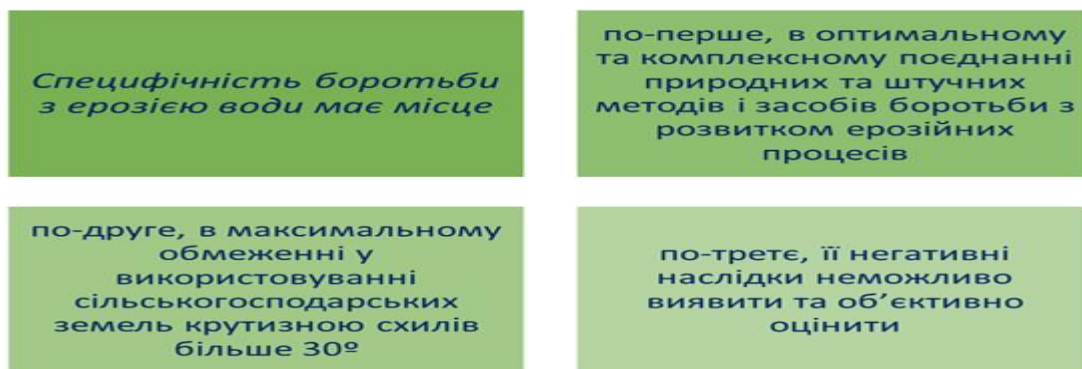 Специфічність боротьби
з ерозією води має місце
по-перше, в оптимальному
та комплексному поєднанні
природних та штучних
методів і засобів боротьби з
розвитком ерозійних
процесів
по-друге, в максимальному
обмеженні у
використовуванні
сільськогосподарських
земель крутизною схилів
більше 30º
по-третє, її негативні
наслідки неможливо
виявити та об’єктивно
оцінити